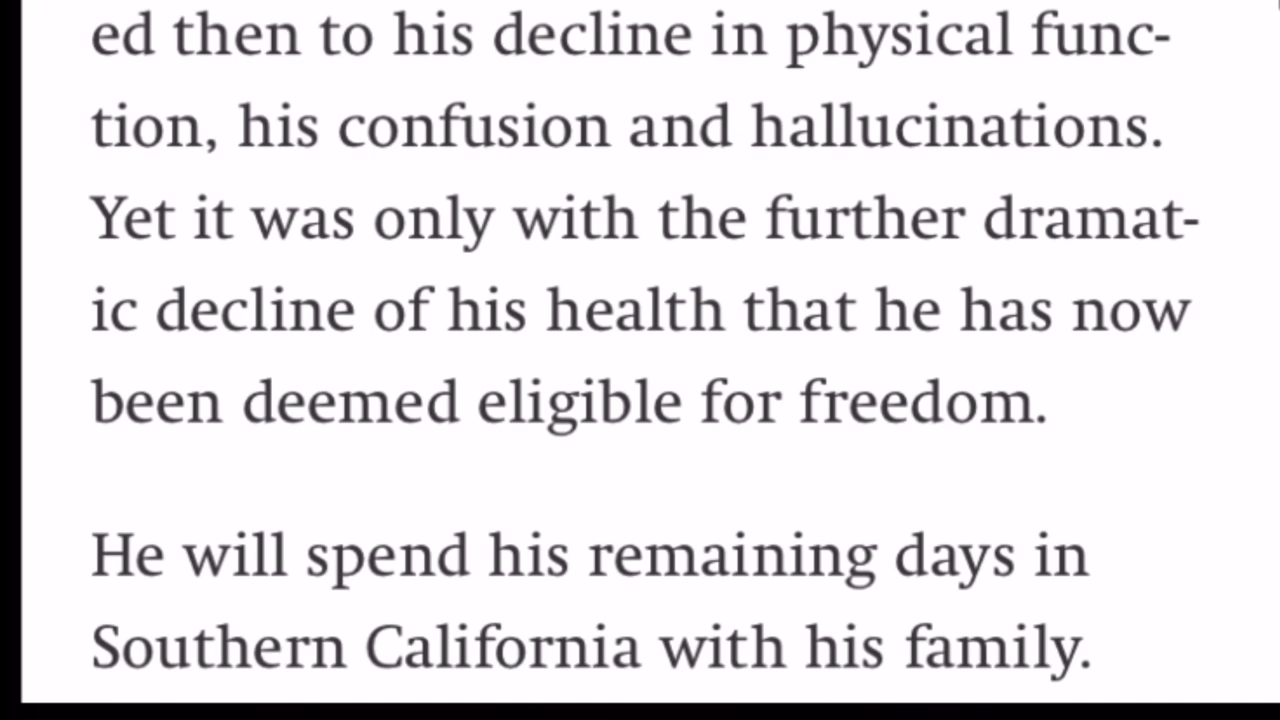 ed then to his decline in physical func-
tion, his confusion and hallucinations.
Yet it was only with the further dramat-
ic decline of his health that he has now
been deemed eligible for freedom.
He will spend his remaining days in
Southern California with his family.